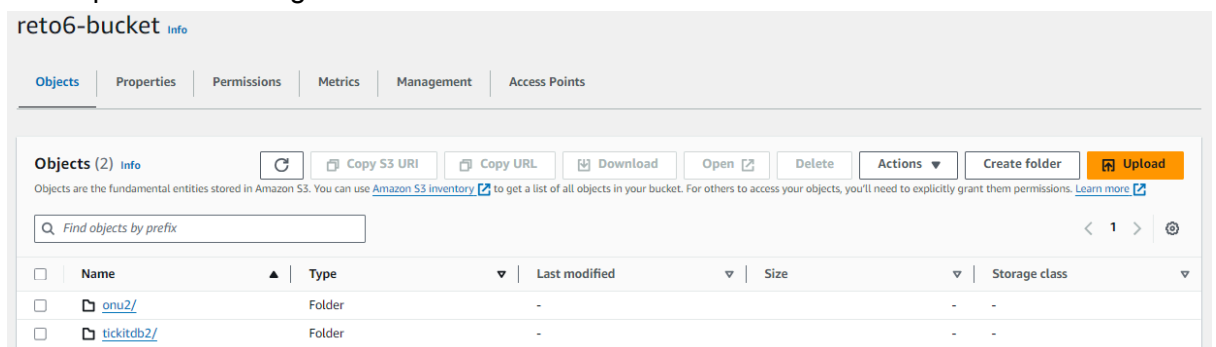 reto6-bucket Info
Objects Properties Permissions Metrics Management Access Points
Objects (2) Info Copy S3 URI Copy URL Download Open Delete Actions Create folder Upload
Objects are the fundamental entities stored in Amazon S3. You can use Amazon S3 inventory to get a list of all objects in your bucket. For others to access your objects, you'll need to explicitly grant them permissions. Learn more
Find objects by prefix 1
Name Type Last modified Size Storage class
onu2/ Folder - - -
tickitdb2/ Folder - - -